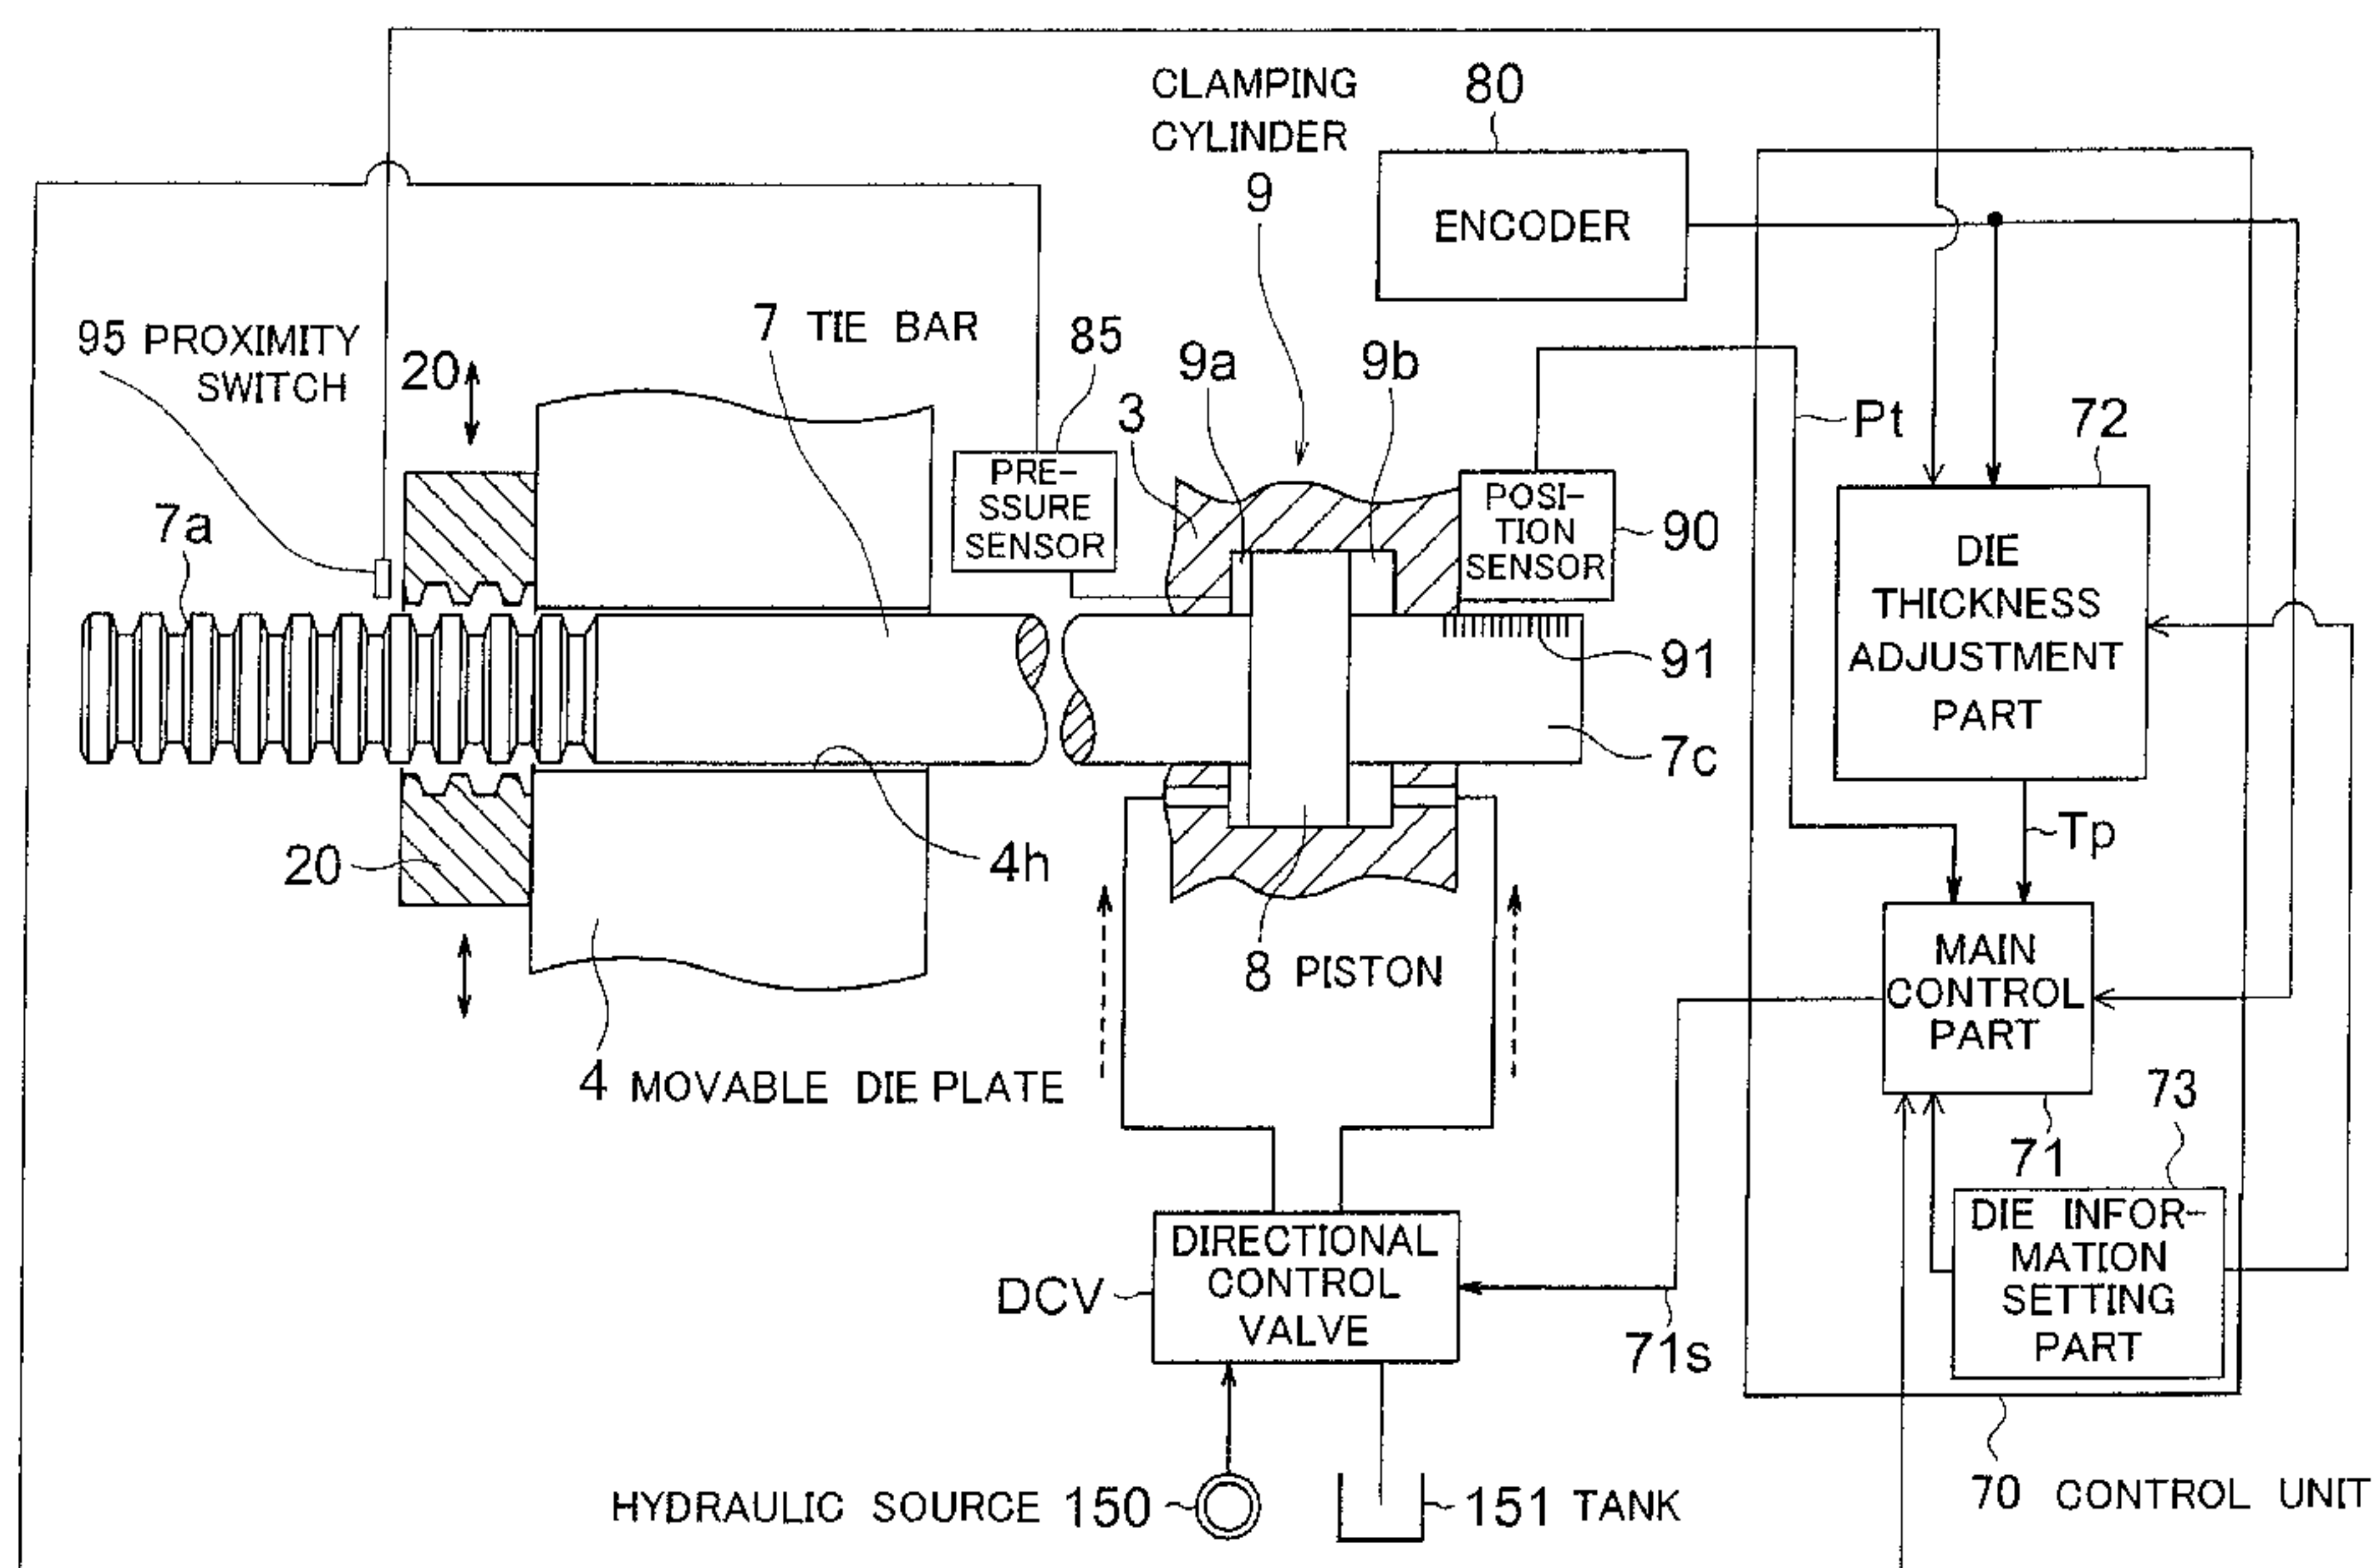 CLAMPING
CYLINDER
9
80
ENCODER
95 PROXIMITY
SWITCH
20
7 TIE BAR
85
9a
9b
3
Pt
72
7a
PRE-
SSURE
SENSOR
POSI-
TION
SENSOR
90
DIE
THICKNESS
ADJUSTMENT
PART
91
7c
20
4h
Tp
8 PISTON
MAIN
CONTROL
PART
4 MOVABLE DIE PLATE
73
71
DIE INFOR-
MATION
SETTING
PART
DIRECTIONAL
CONTROL
VALVE
DCV
71s
HYDRAULIC SOURCE 150
151 TANK
70 CONTROL UNIT